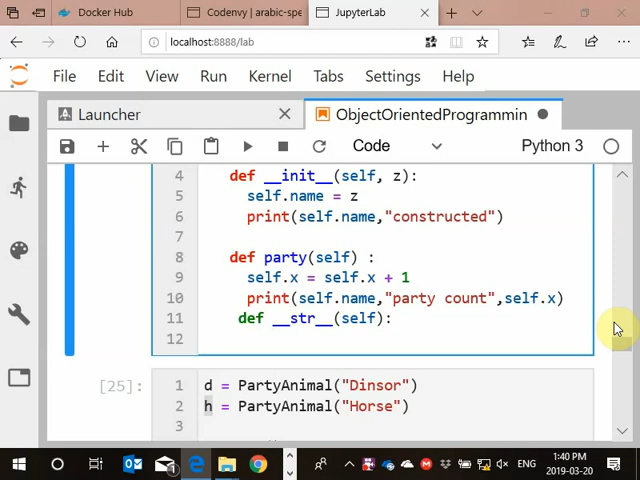 Docker Hub
Codenvy | arabic-spe
JupyterLab
localhost:8888/lab
File Edit View Run Kernel Tabs Settings Help
Launcher
ObjectOrientedProgrammin
Code
Python 3
4 def __init__(self, z):
5 self.name = z
6 print(self.name,"constructed")
7
8 def party(self) :
9 self.x = self.x + 1
10 print(self.name,"party count",self.x)
11 def __str__(self):
12
[25]:
1 d = PartyAnimal("Dinsor")
2 h = PartyAnimal("Horse")
3
ENG
1:40 PM
2019-03-20